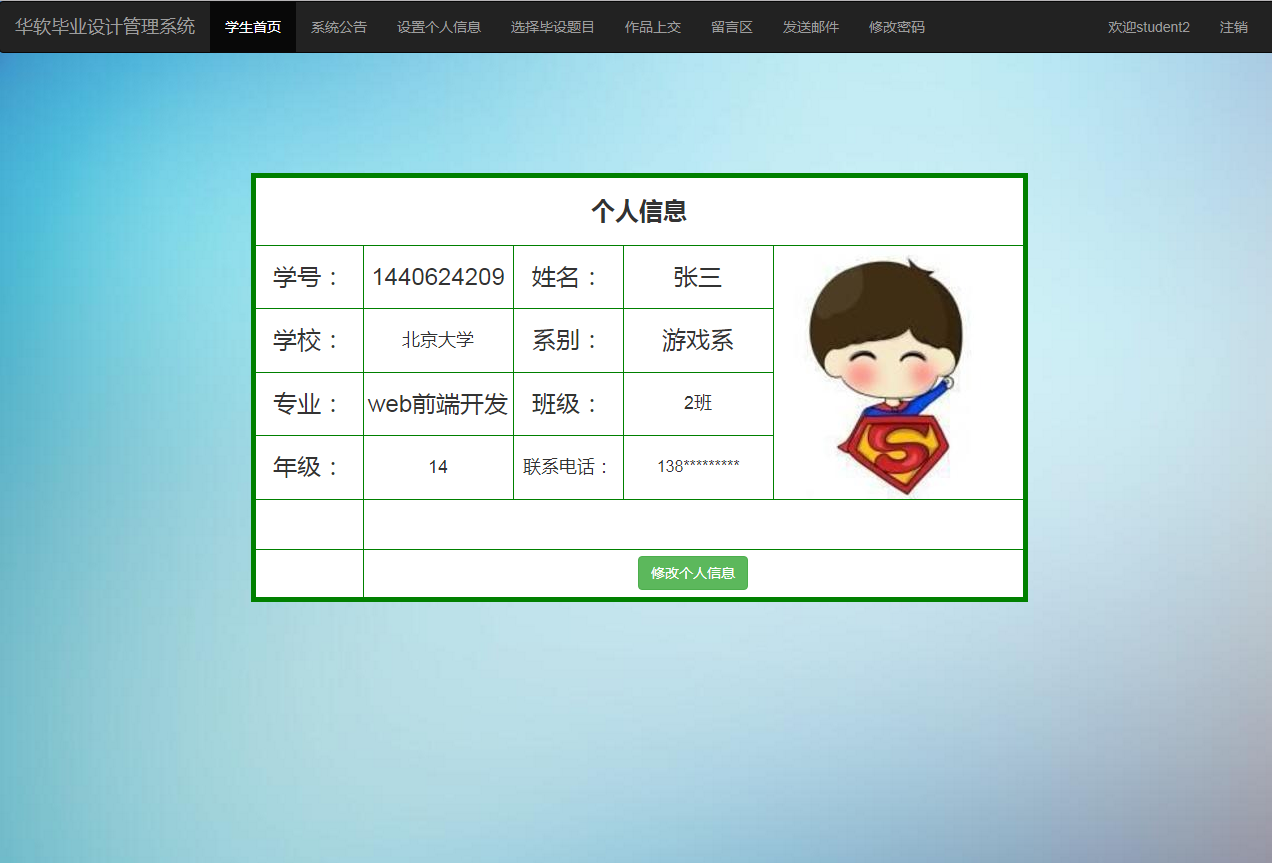 华软毕业设计管理系统 学生首页 系统公告 设置个人信息 选择毕设题目 作品上交 留言区 发送邮件 修改密码 欢迎student2 注销
个人信息
学号： 1440624209 姓名： 张三
学校： 北京大学 系别： 游戏系
专业： web前端开发 班级： 2班
年级： 14 联系电话： 138*********
S
修改个人信息